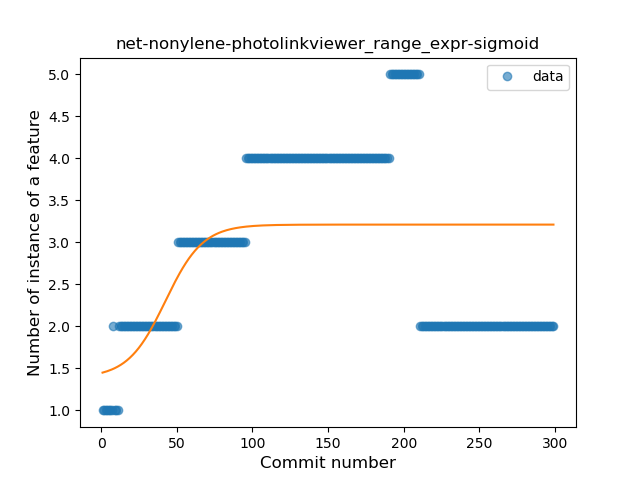 net-nonylene-photolinkviewer_range_expr-sigmoid
data
Number of instance of a feature
5.0
4.5
4.0
3.5
3.0
2.5
2.0
1.5
1.0
0 50 100 150 200 250 300
Commit number